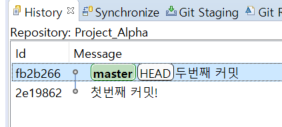 History Synchronize Git Staging Git R
Repository: Project_Alpha
Id Message
fb2b266 master HEAD 두번째 커밋
2e19862 첫번째 커밋!